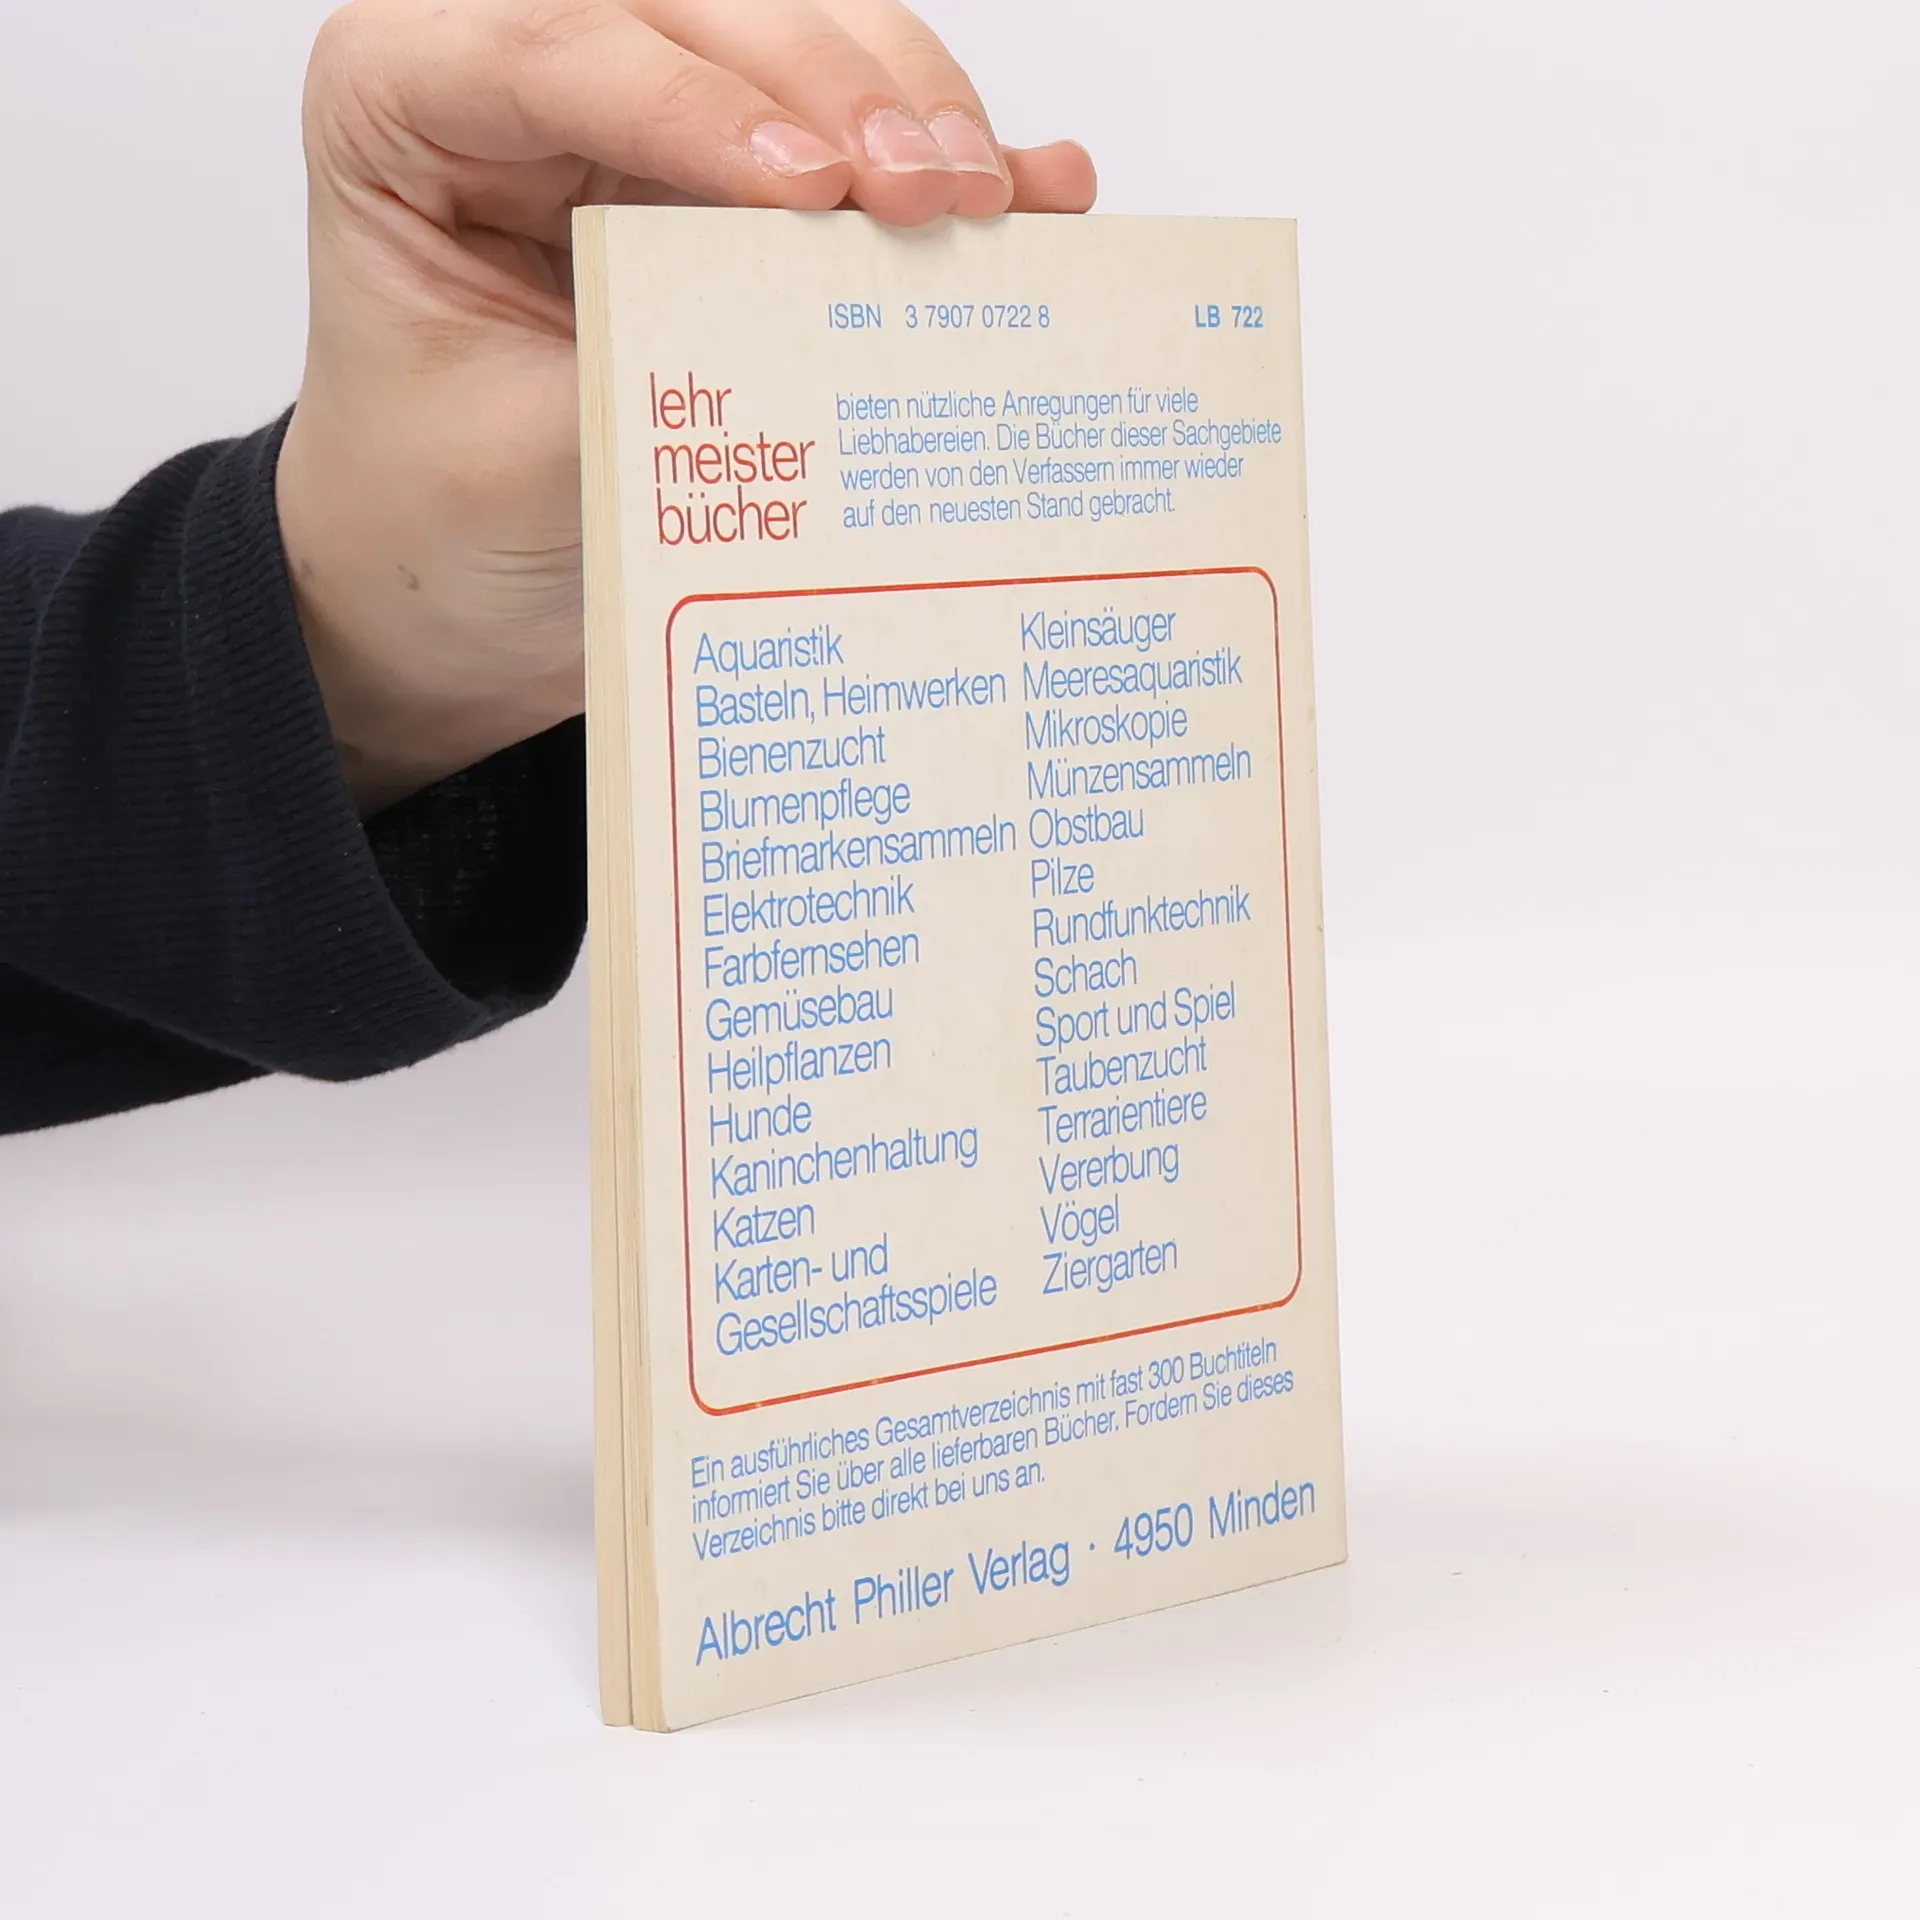 ISBN 3 7907 0722 8
LB 722
lehr
meister
bücher
bieten nützliche Anregungen für viele
Liebhabereien. Die Bücher dieser Sachgebiete
werden von den Verfassern immer wieder
auf den neuesten Stand gebracht.
Aquaristik
Basteln, Heimwerken
Bienenzucht
Blumenpflege
Briefmarkensammeln
Elektrotechnik
Farbfernsehen
Gemüsebau
Heilpflanzen
Hunde
Kaninchenhaltung
Katzen
Karten- und
Gesellschaftsspiele
Kleinsäuger
Meeresaquaristik
Mikroskopie
Münzensammeln
Obstbau
Pilze
Rundfunktechnik
Schach
Sport und Spiel
Taubenzucht
Terrarientiere
Vererbung
Vögel
Ziergarten
Ein ausführliches Gesamtverzeichnis mit fast 300 Buchtiteln
informiert Sie über alle lieferbaren Bücher. Fordern Sie dieses
Verzeichnis bitte direkt bei uns an.
Albrecht Philler Verlag · 4950 Minden